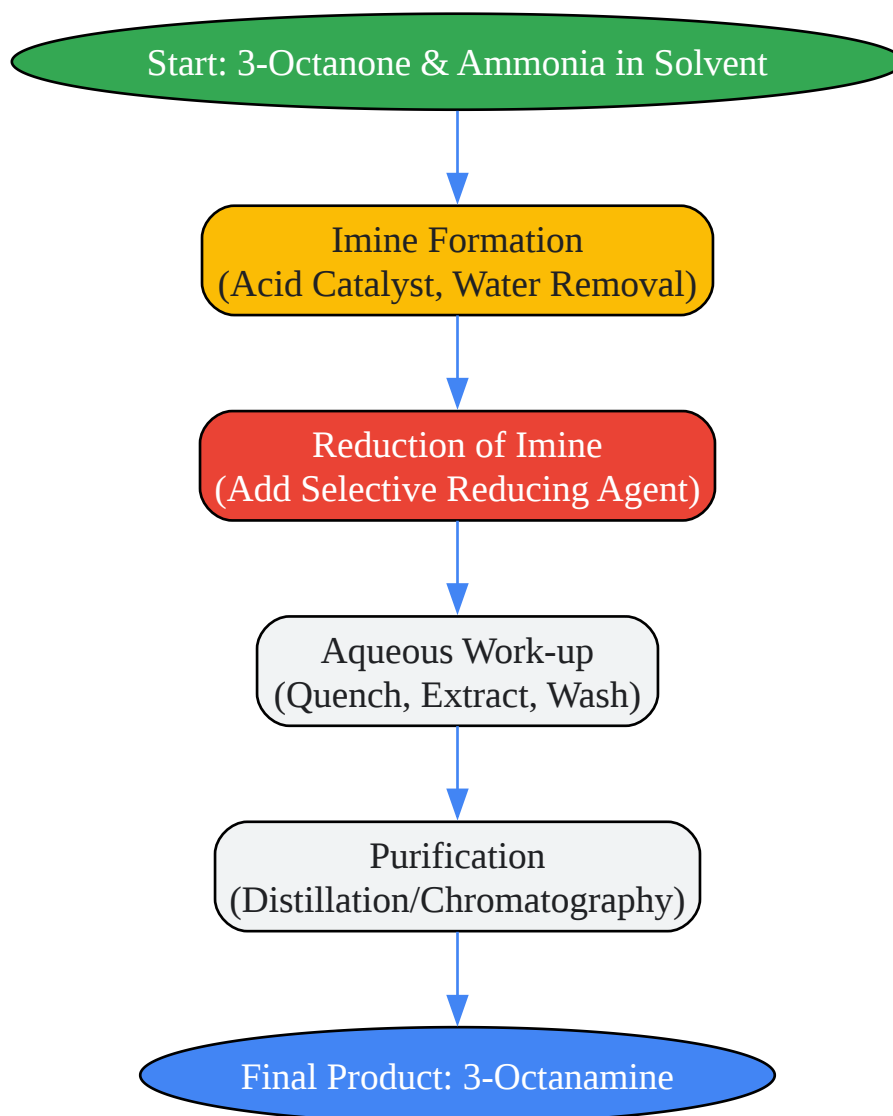 Start: 3-Octanone & Ammonia in Solvent
Imine Formation
(Acid Catalyst, Water Removal)
Reduction of Imine
(Add Selective Reducing Agent)
Aqueous Work-up
(Quench, Extract, Wash)
Purification
(Distillation/Chromatography)
Final Product: 3-Octanamine